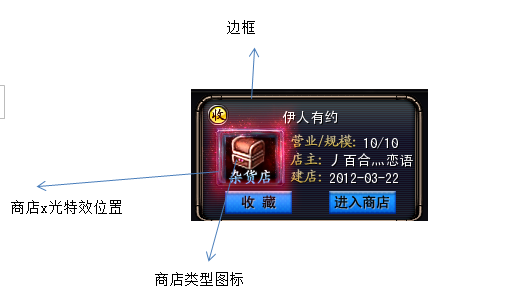 边框
收
伊人有约
营业/规模: 10/10
店主: 丿百合灬恋语
杂货店
建店: 2012-03-22
收 藏
进入商店
商店x光特效位置
商店类型图标